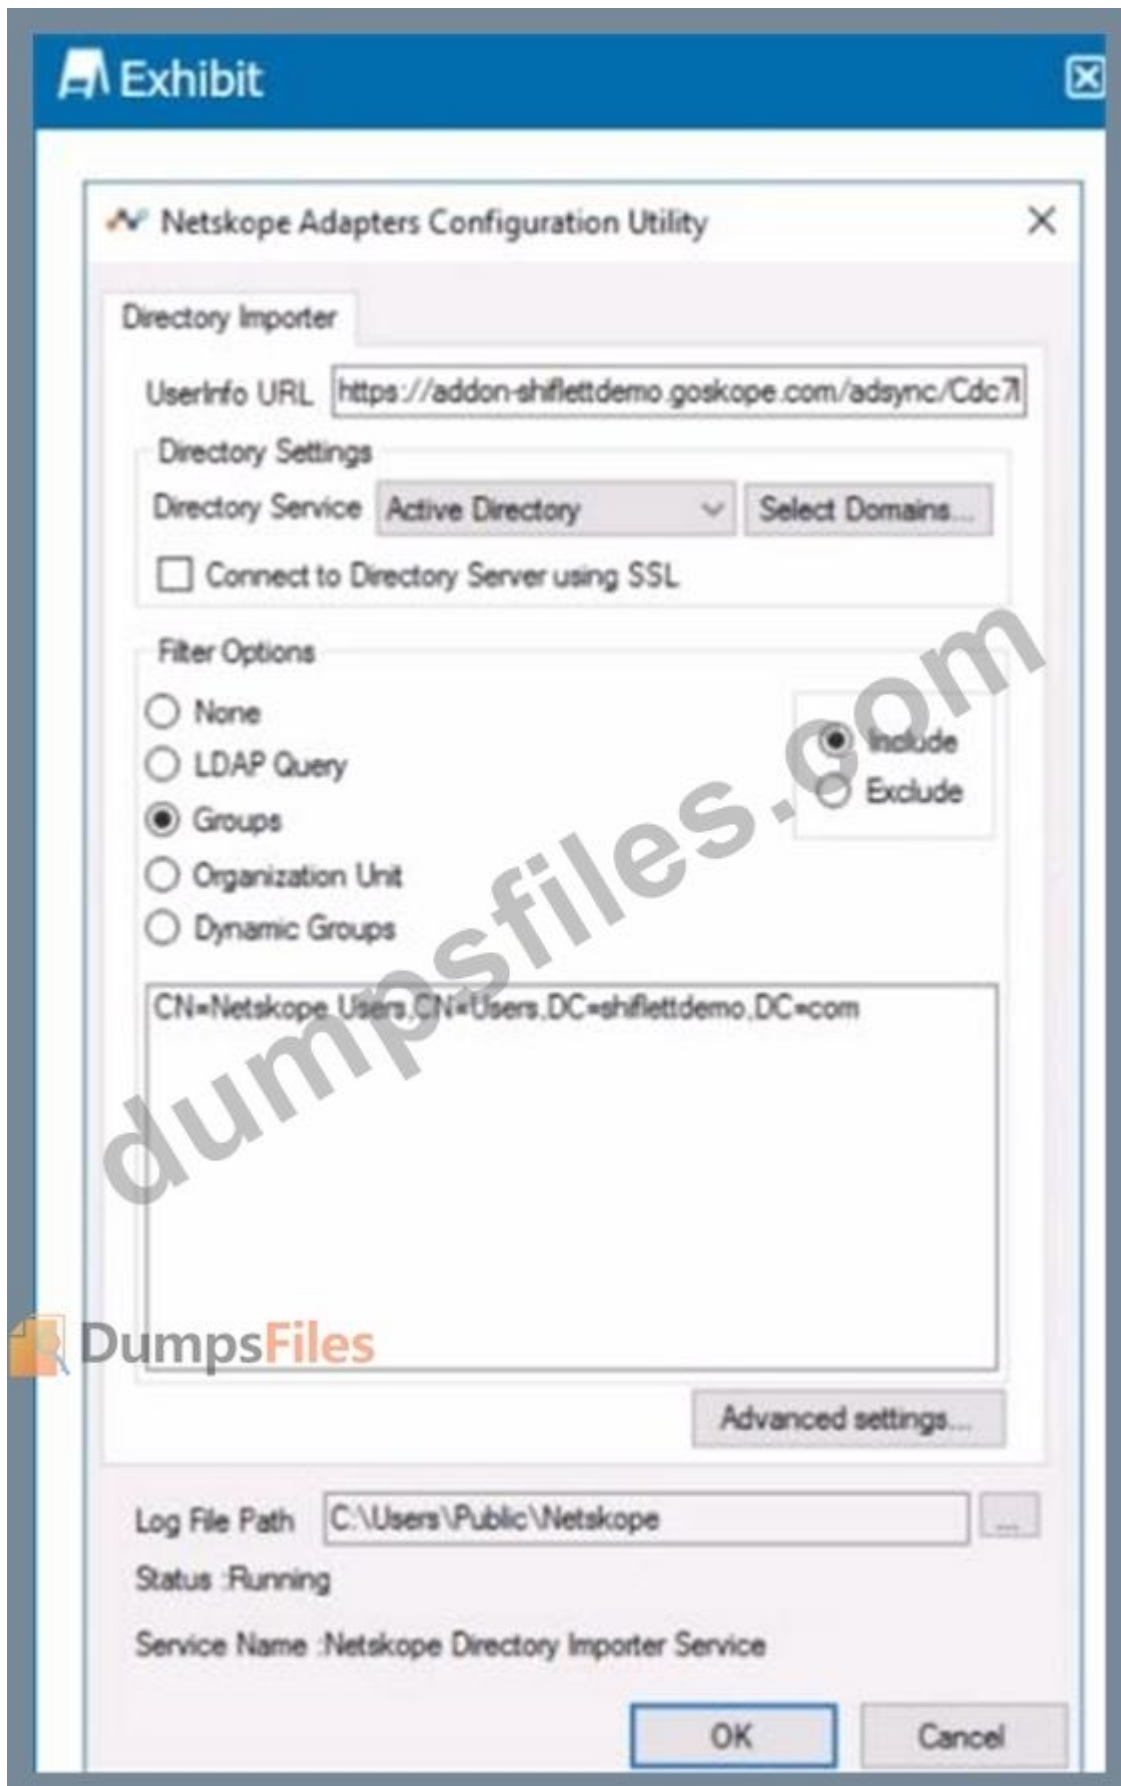 Exhibit
Netskope Adapters Configuration Utility
Directory Importer
UserInfo URL https://addon-shiflettdemo.goskope.com/adsync/Cdc7
Directory Settings
Directory Service Active Directory Select Domains...
Connect to Directory Server using SSL
Filter Options
None
Include
LDAP Query
Exclude
Groups
Organization Unit
Dynamic Groups
CN=Netskope Users,CN=Users,DC=shiflettdemo,DC=com
dumpsfiles.com
DumpsFiles
Advanced settings...
Log File Path C:\Users\Public\Netskope ...
Status :Running
Service Name :Netskope Directory Importer Service
OK Cancel